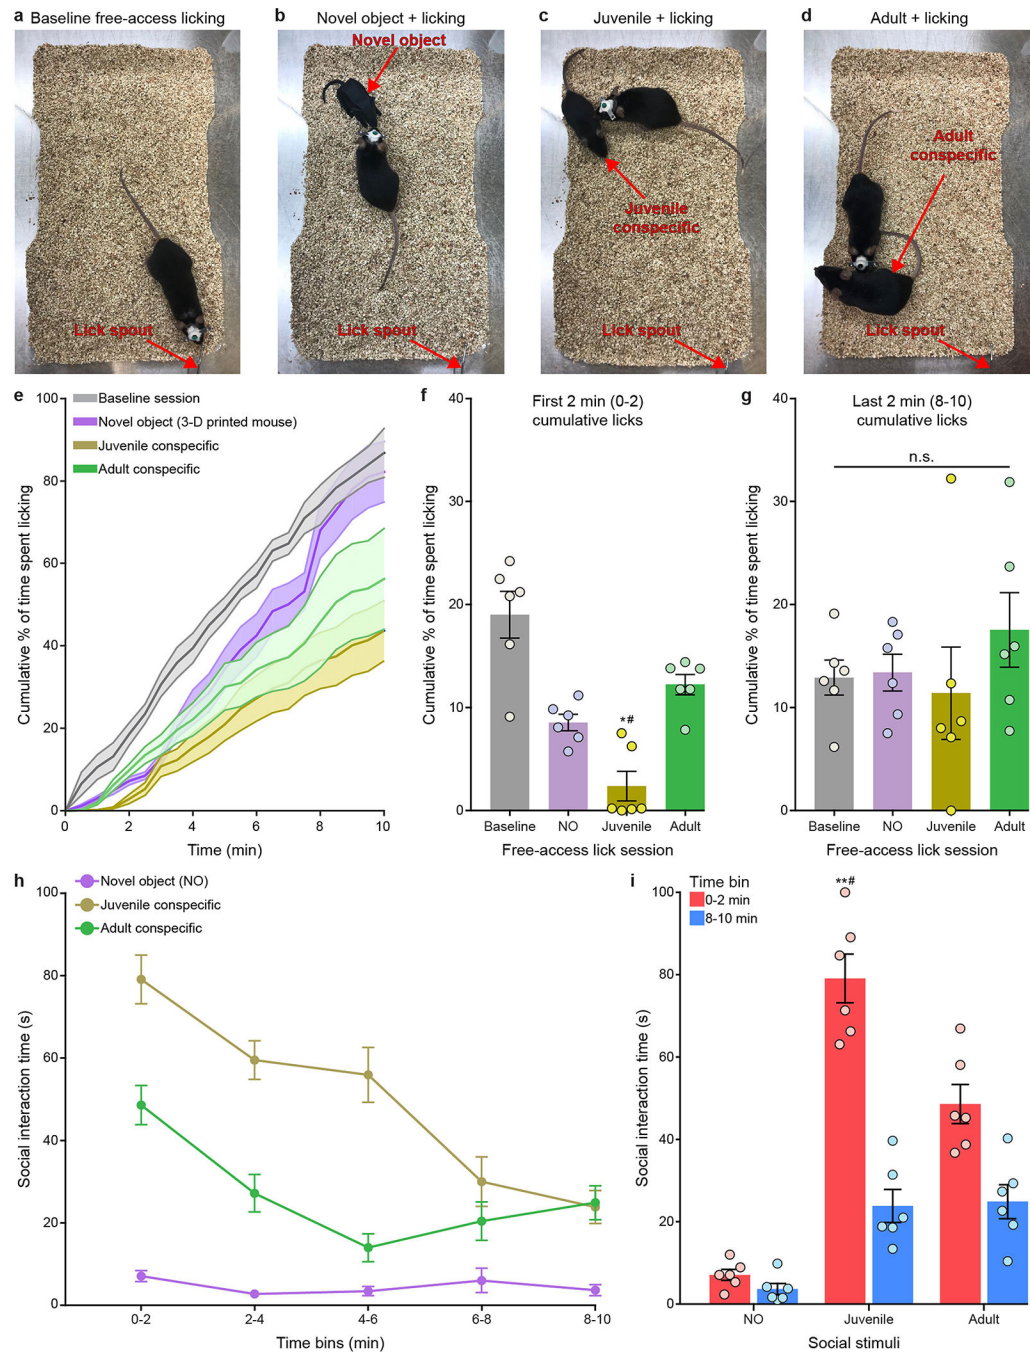 a Baseline free-access licking
b Novel object + licking
c Juvenile + licking
d Adult + licking
Lick spout
Novel object
Lick spout
Juvenile
conspecific
Lick spout
Adult
conspecific
Lick spout
e
100
80
60
40
20
0
Cumulative % of time spent licking
Baseline session
Novel object (3-D printed mouse)
Juvenile conspecific
Adult conspecific
0 2 4 6 8 10
Time (min)
f
First 2 min (0-2)
cumulative licks
40
30
20
10
0
Cumulative % of time spent licking
*#
Baseline NO Juvenile Adult
Free-access lick session
g
Last 2 min (8-10)
cumulative licks
40
30
20
10
0
Cumulative % of time spent licking
n.s.
Baseline NO Juvenile Adult
Free-access lick session
h
Novel object (NO)
Juvenile conspecific
Adult conspecific
100
80
60
40
20
0
Social interaction time (s)
0-2 2-4 4-6 6-8 8-10
Time bins (min)
i
Time bin
0-2 min
8-10 min
100
80
60
40
20
0
Social interaction time (s)
**#
NO Juvenile Adult
Social stimuli